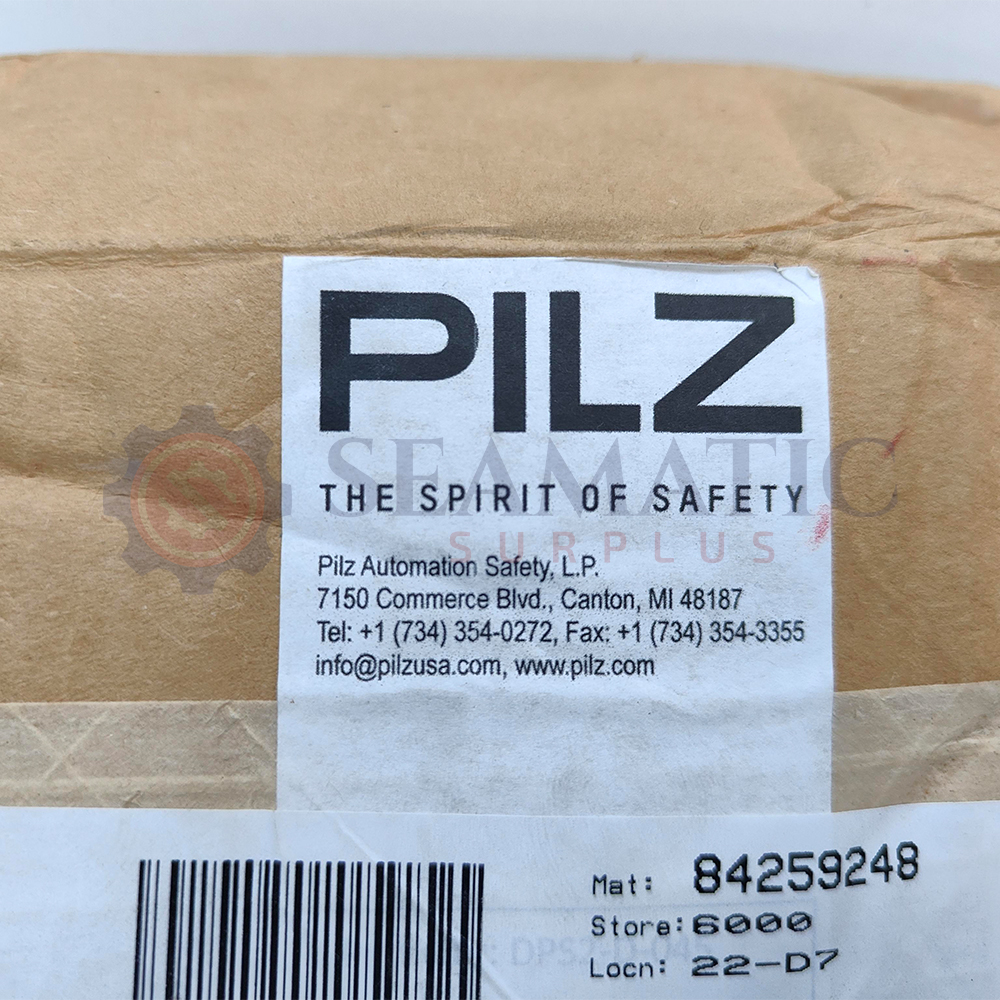 PILZ
THE SPIRIT OF SAFETY
SEAMATIC
SURPLUS
Pilz Automation Safety, L.P.
7150 Commerce Blvd., Canton, MI 48187
Tel: +1 (734) 354-0272, Fax: +1 (734) 354-3355
info@pilzusa.com, www.pilz.com
Mat: 84259248
Store: 6000
Locn: 22-D7